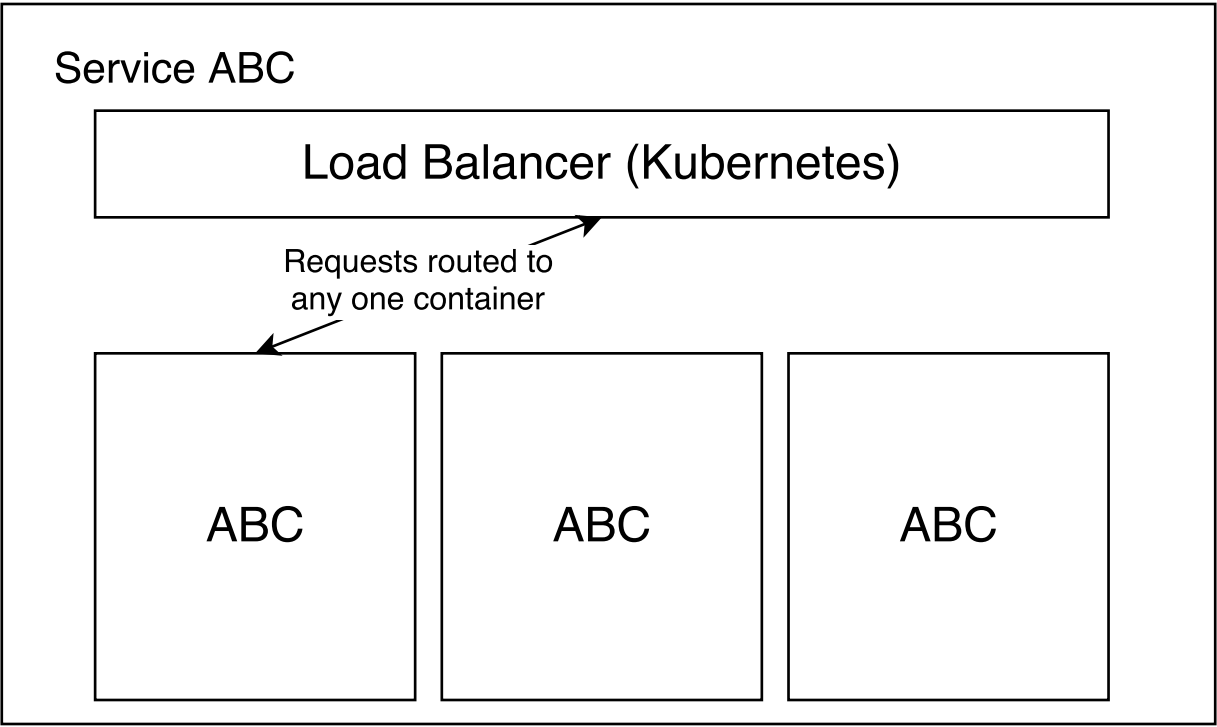 Service ABC
Load Balancer (Kubernetes)
Requests routed to
any one container
ABC
ABC
ABC